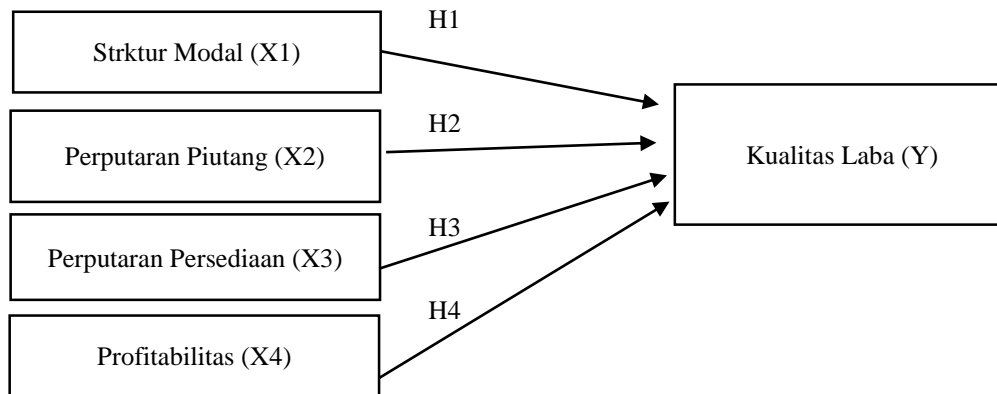 H1
Strktur Modal (X1)
H2
Perputaran Piutang (X2)
Kualitas Laba (Y)
H3
Perputaran Persediaan (X3)
H4
Profitabilitas (X4)